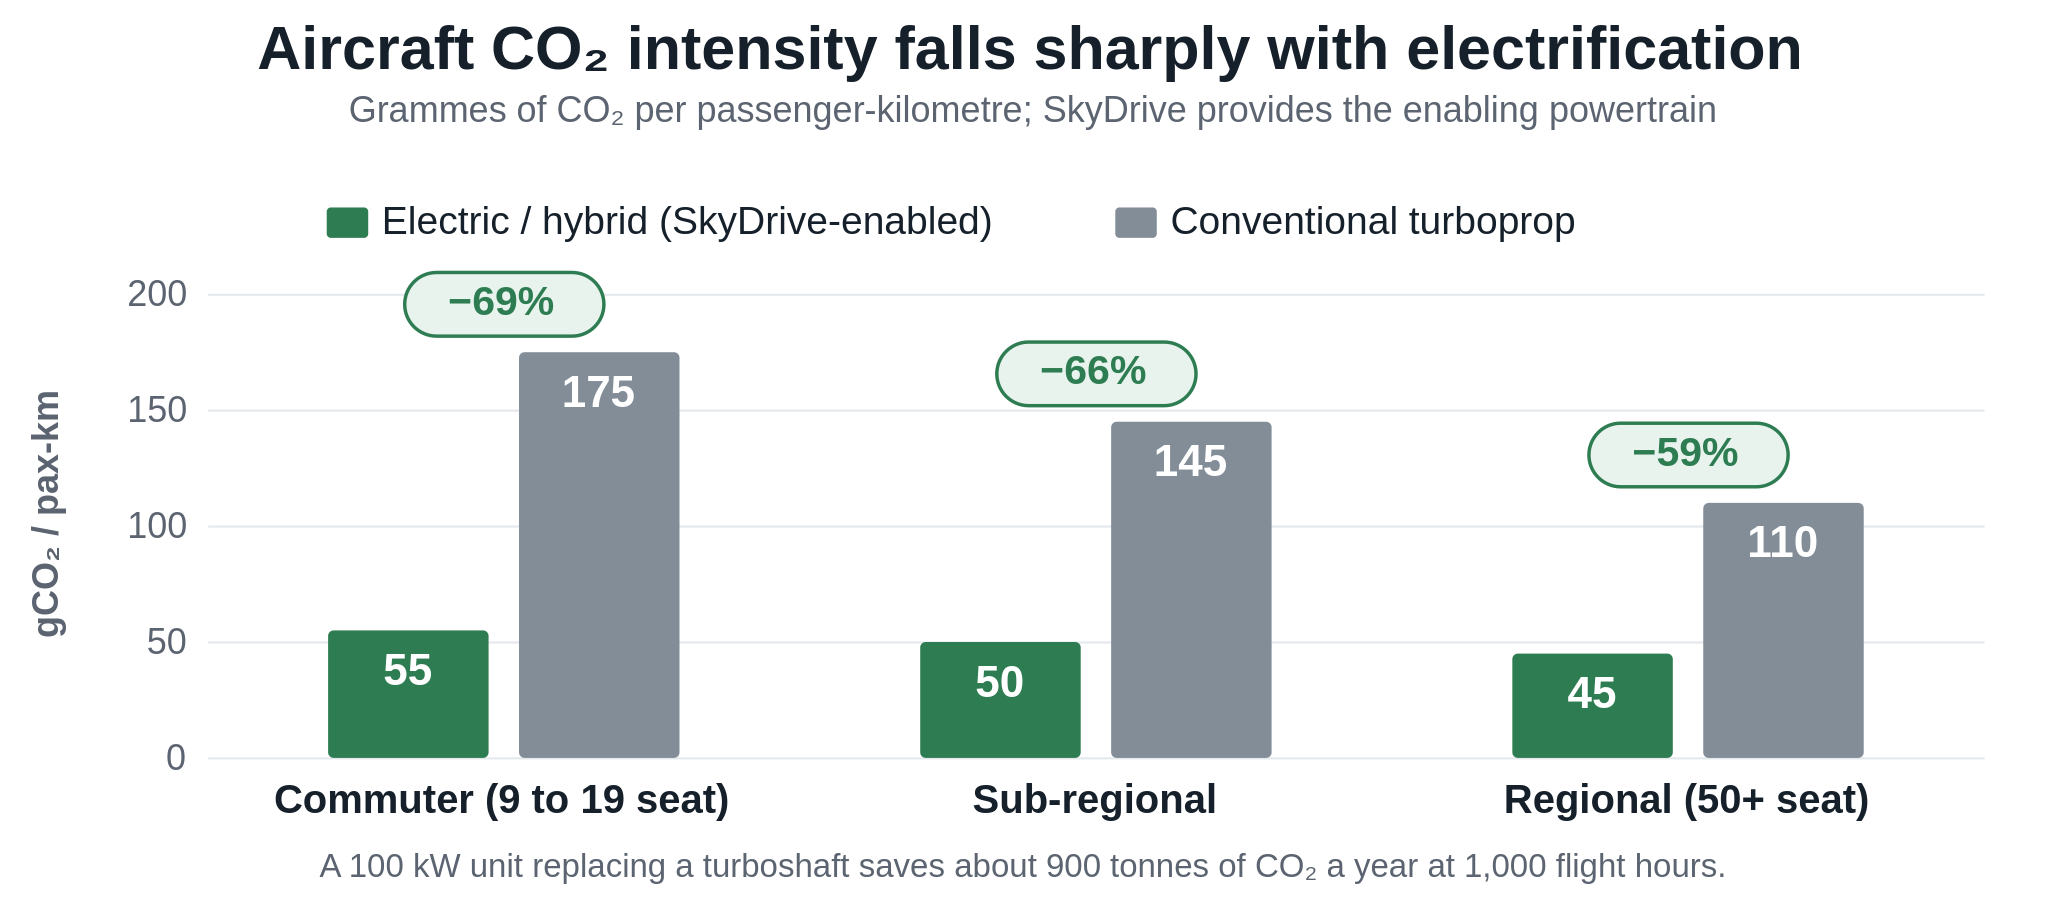 Aircraft CO₂ intensity falls sharply with electrification
Grammes of CO₂ per passenger-kilometre; SkyDrive provides the enabling powertrain
Electric / hybrid (SkyDrive-enabled)
Conventional turboprop
gCO₂ / pax-km
200
150
100
50
0
−69%
175
55
−66%
145
50
−59%
110
45
Commuter (9 to 19 seat)
Sub-regional
Regional (50+ seat)
A 100 kW unit replacing a turboshaft saves about 900 tonnes of CO₂ a year at 1,000 flight hours.